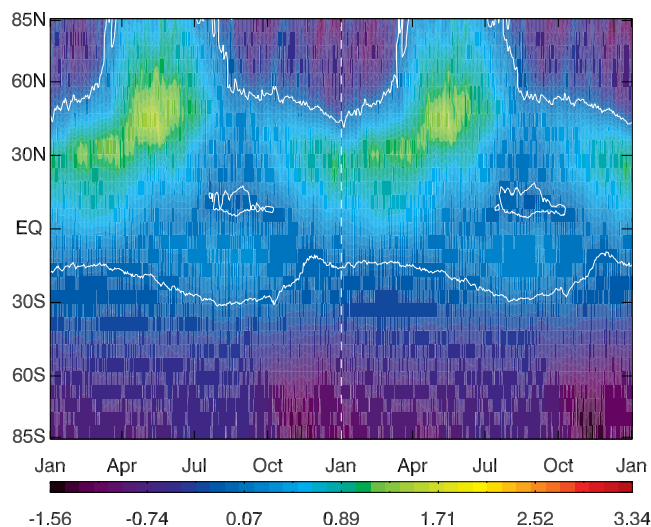 85N
60N
30N
EQ
30S
60S
85S
Jan Apr Jul Oct Jan Apr Jul Oct Jan
-1.56 -0.74 0.07 0.89 1.71 2.52 3.34